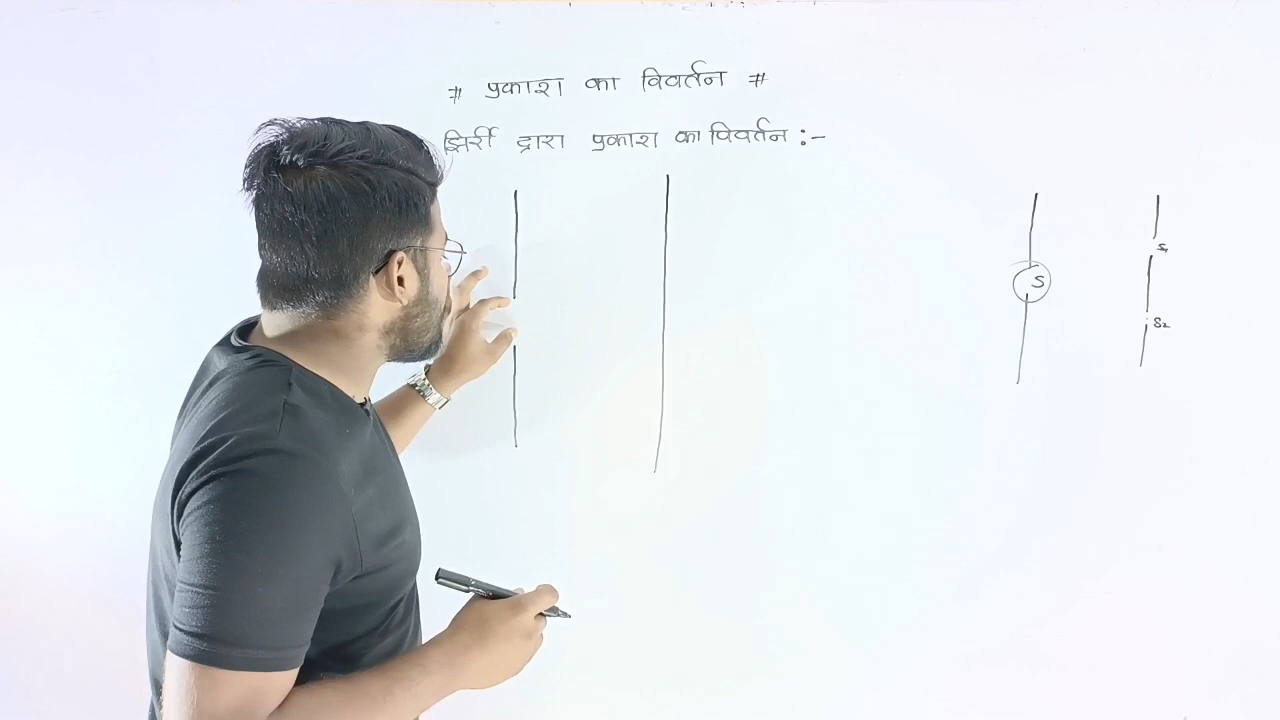 # प्रकाश का विवर्तन #
झिर्री द्वारा प्रकाश का विवर्तन :-
S
S₁
S₂